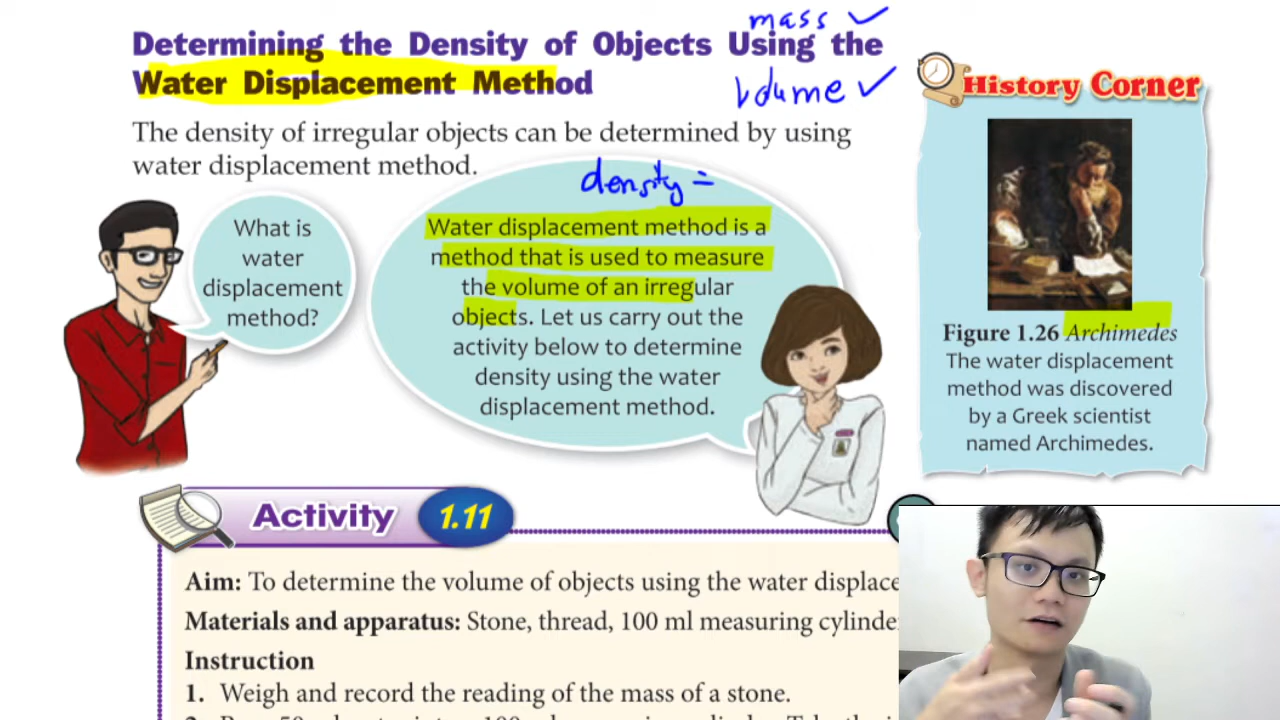 mass ✓
Determining the Density of Objects Using the
Water Displacement Method
volume ✓
The density of irregular objects can be determined by using
water displacement method.
density =
What is
water
displacement
method?
Water displacement method is a
method that is used to measure
the volume of an irregular
objects. Let us carry out the
activity below to determine
density using the water
displacement method.
History Corner
Figure 1.26 Archimedes
The water displacement
method was discovered
by a Greek scientist
named Archimedes.
Activity 1.11
Aim: To determine the volume of objects using the water displace
Materials and apparatus: Stone, thread, 100 ml measuring cylinde
Instruction
1. Weigh and record the reading of the mass of a stone.
2.